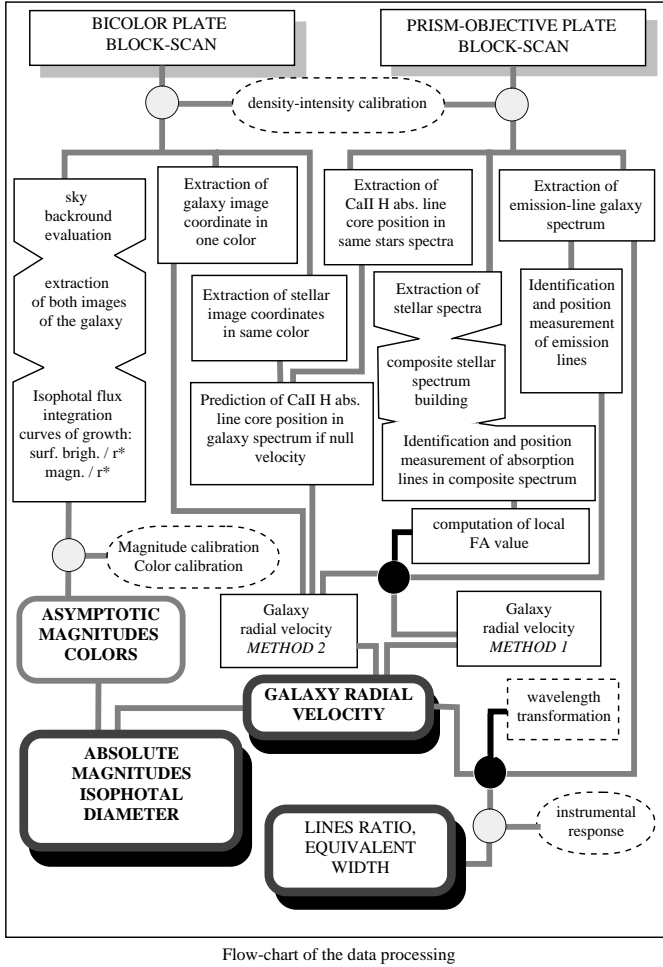 BICOLOR PLATE
BLOCK-SCAN
PRISM-OBJECTIVE PLATE
BLOCK-SCAN
density-intensity calibration
sky
backround
evaluation
extraction
of both images
of the galaxy
Isophotal flux
integration
curves of growth:
surf. brigh. / r*
magn. / r*
Extraction of
galaxy image
coordinate in
one color
Extraction of stellar
image coordinates
in same color
Extraction of
CaII H abs. line
core position in
same stars spectra
Prediction of CaII H abs.
line core position in
galaxy spectrum if null
velocity
Extraction of
stellar spectra
composite stellar
spectrum
building
Identification and position
measurement of absorption
lines in composite spectrum
Extraction of
emission-line galaxy
spectrum
Identification
and position
measurement
of emission
lines
computation of local
FA value
Magnitude calibration
Color calibration
ASYMPTOTIC
MAGNITUDES
COLORS
Galaxy
radial velocity
METHOD 2
Galaxy
radial velocity
METHOD 1
GALAXY RADIAL
VELOCITY
wavelength
transformation
ABSOLUTE
MAGNITUDES
ISOPHOTAL
DIAMETER
LINES RATIO,
EQUIVALENT
WIDTH
instrumental
response
Flow-chart of the data processing